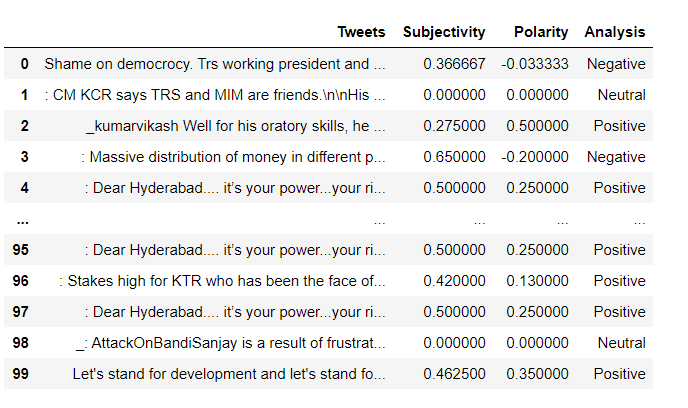 Tweets Subjectivity Polarity Analysis
0 Shame on democrocy. Trs working president and ... 0.366667 -0.033333 Negative
1 : CM KCR says TRS and MIM are friends.\n\nHis ... 0.000000 0.000000 Neutral
2 _kumarvikash Well for his oratory skills, he ... 0.275000 0.500000 Positive
3 : Massive distribution of money in different p... 0.650000 -0.200000 Negative
4 : Dear Hyderabad.... it’s your power...your ri... 0.500000 0.250000 Positive
... ... ... ... ...
95 : Dear Hyderabad.... it’s your power...your ri... 0.500000 0.250000 Positive
96 : Stakes high for KTR who has been the face of... 0.420000 0.130000 Positive
97 : Dear Hyderabad.... it’s your power...your ri... 0.500000 0.250000 Positive
98 _: AttackOnBandiSanjay is a result of frustrat... 0.000000 0.000000 Neutral
99 Let's stand for development and let's stand fo... 0.462500 0.350000 Positive